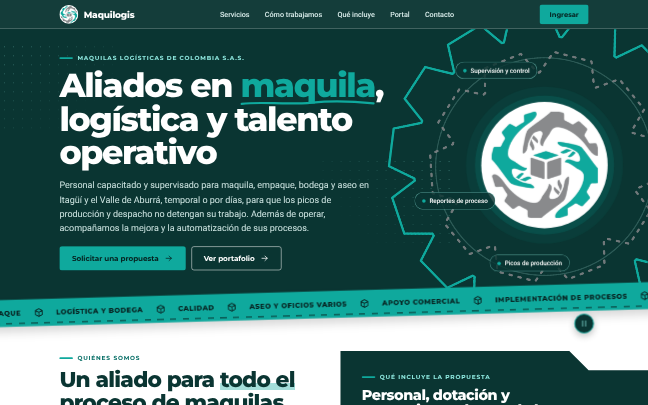 Maquilogis
Servicios
Cómo trabajamos
Qué incluye
Portal
Contacto
Ingresar
MAQUILAS LOGÍSTICAS DE COLOMBIA S.A.S.
Aliados en maquila,
logística y talento
operativo
Personal capacitado y supervisado para maquila, empaque, bodega y aseo en
Itagüí y el Valle de Aburrá, temporal o por días, para que los picos de
producción y despacho no detengan su trabajo. Además de operar,
acompañamos la mejora y la automatización de sus procesos.
Solicitar una propuesta →
Ver portafolio →
Supervisión y control
Reportes de proceso
Picos de producción
AQUE
LOGÍSTICA Y BODEGA
CALIDAD
ASEO Y OFICIOS VARIOS
APOYO COMERCIAL
IMPLEMENTACIÓN DE PROCESOS
QUIÉNES SOMOS
Un aliado para todo el
proceso de maquilas
QUÉ INCLUYE LA PROPUESTA
Personal, dotación y